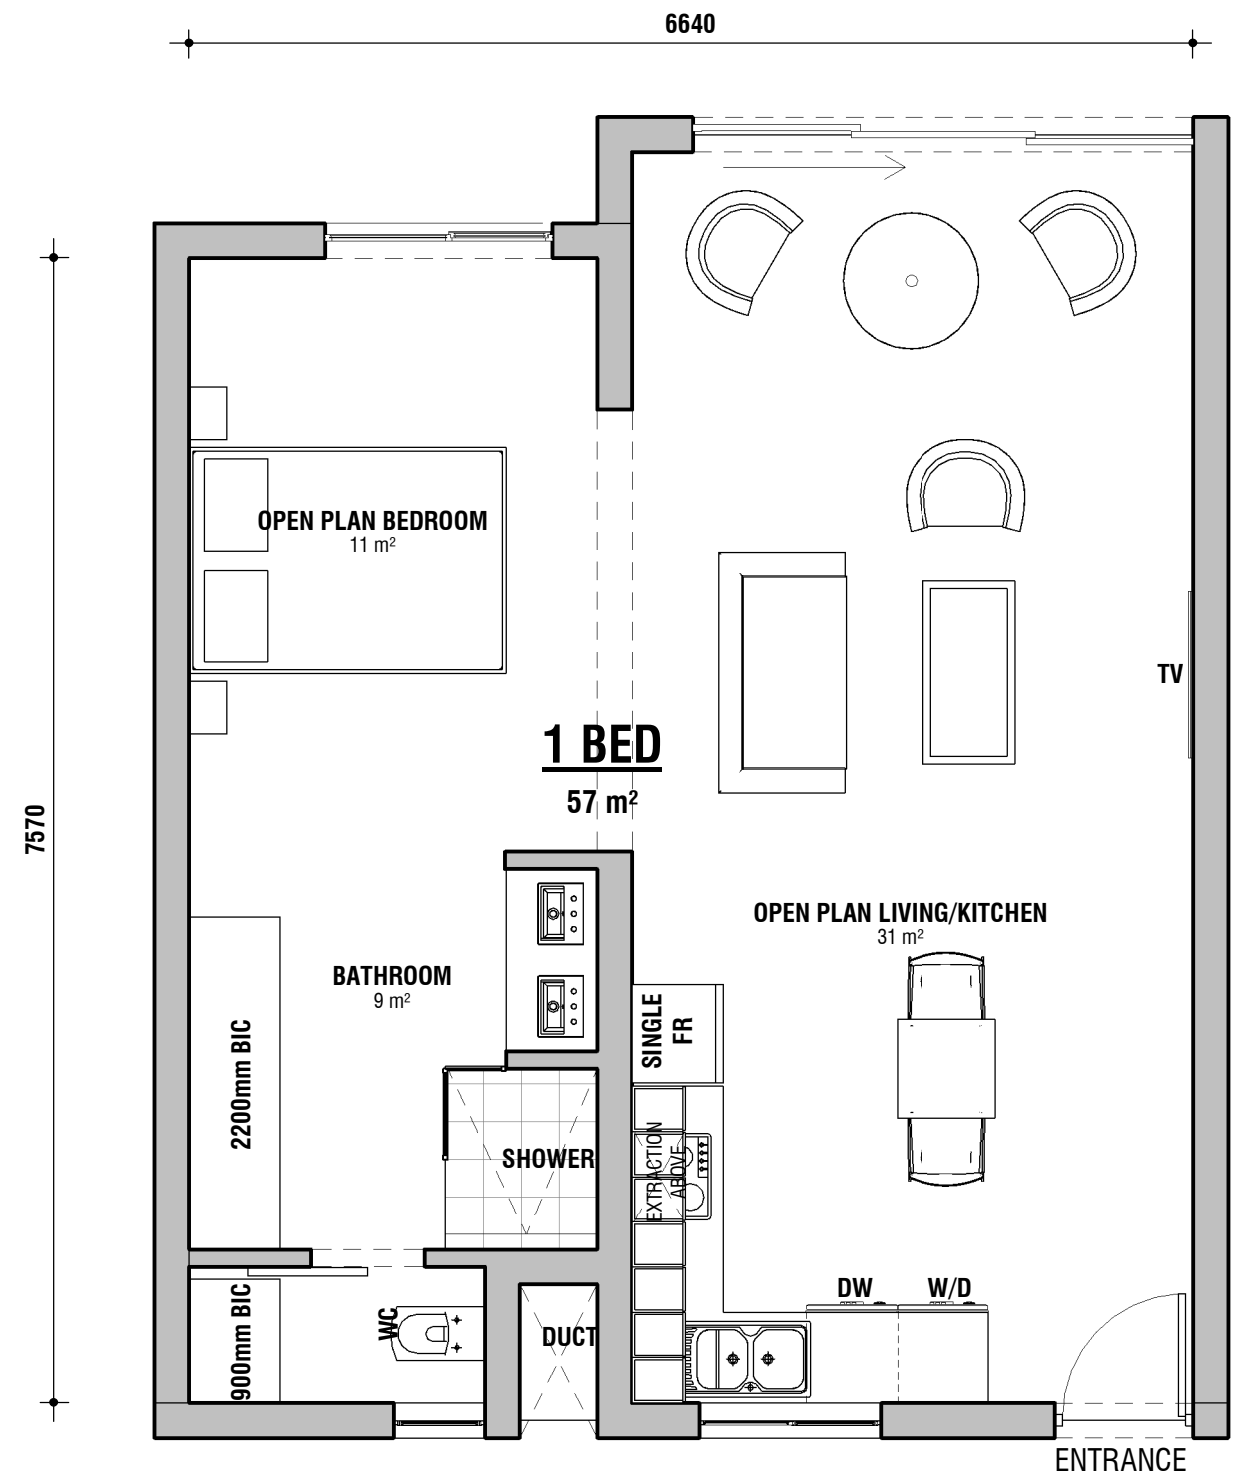 6640
7570
OPEN PLAN BEDROOM
11 m²
TV
1 BED
57 m²
OPEN PLAN LIVING/KITCHEN
31 m²
BATHROOM
9 m²
SINGLE
FR
2200mm BIC
SHOWER
EXTRACTION
ABOVE
DW
W/D
900mm BIC
WC
DUCT
ENTRANCE